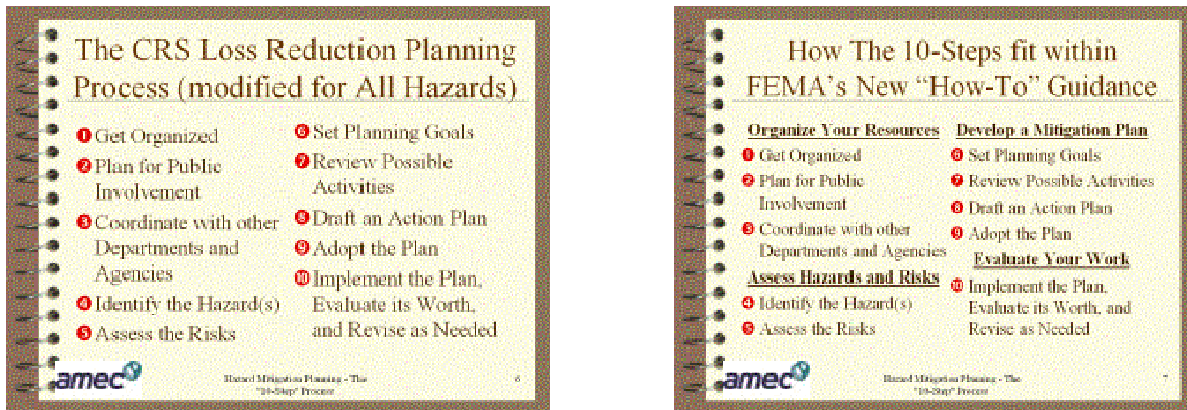 The CRS Loss Reduction Planning
Process (modified for All Hazards)
❶ Get Organized
❷ Plan for Public
Involvement
❸ Coordinate with other
Departments and
Agencies
❹ Identify the Hazard(s)
❺ Assess the Risks
❻ Set Planning Goals
❼ Review Possible
Activities
❽ Draft an Action Plan
❾ Adopt the Plan
❿ Implement the Plan,
Evaluate its Worth,
and Revise as Needed
amec
Hazard Mitigation Planning - The
"10-Step" Process
6
How The 10-Steps fit within
FEMA's New "How-To" Guidance
Organize Your Resources
❶ Get Organized
❷ Plan for Public
Involvement
❸ Coordinate with other
Departments and Agencies
Assess Hazards and Risks
❹ Identify the Hazard(s)
❺ Assess the Risks
Develop a Mitigation Plan
❻ Set Planning Goals
❼ Review Possible Activities
❽ Draft an Action Plan
❾ Adopt the Plan
Evaluate Your Work
❿ Implement the Plan,
Evaluate its Worth, and
Revise as Needed
amec
Hazard Mitigation Planning - The
"10-Step" Process
7